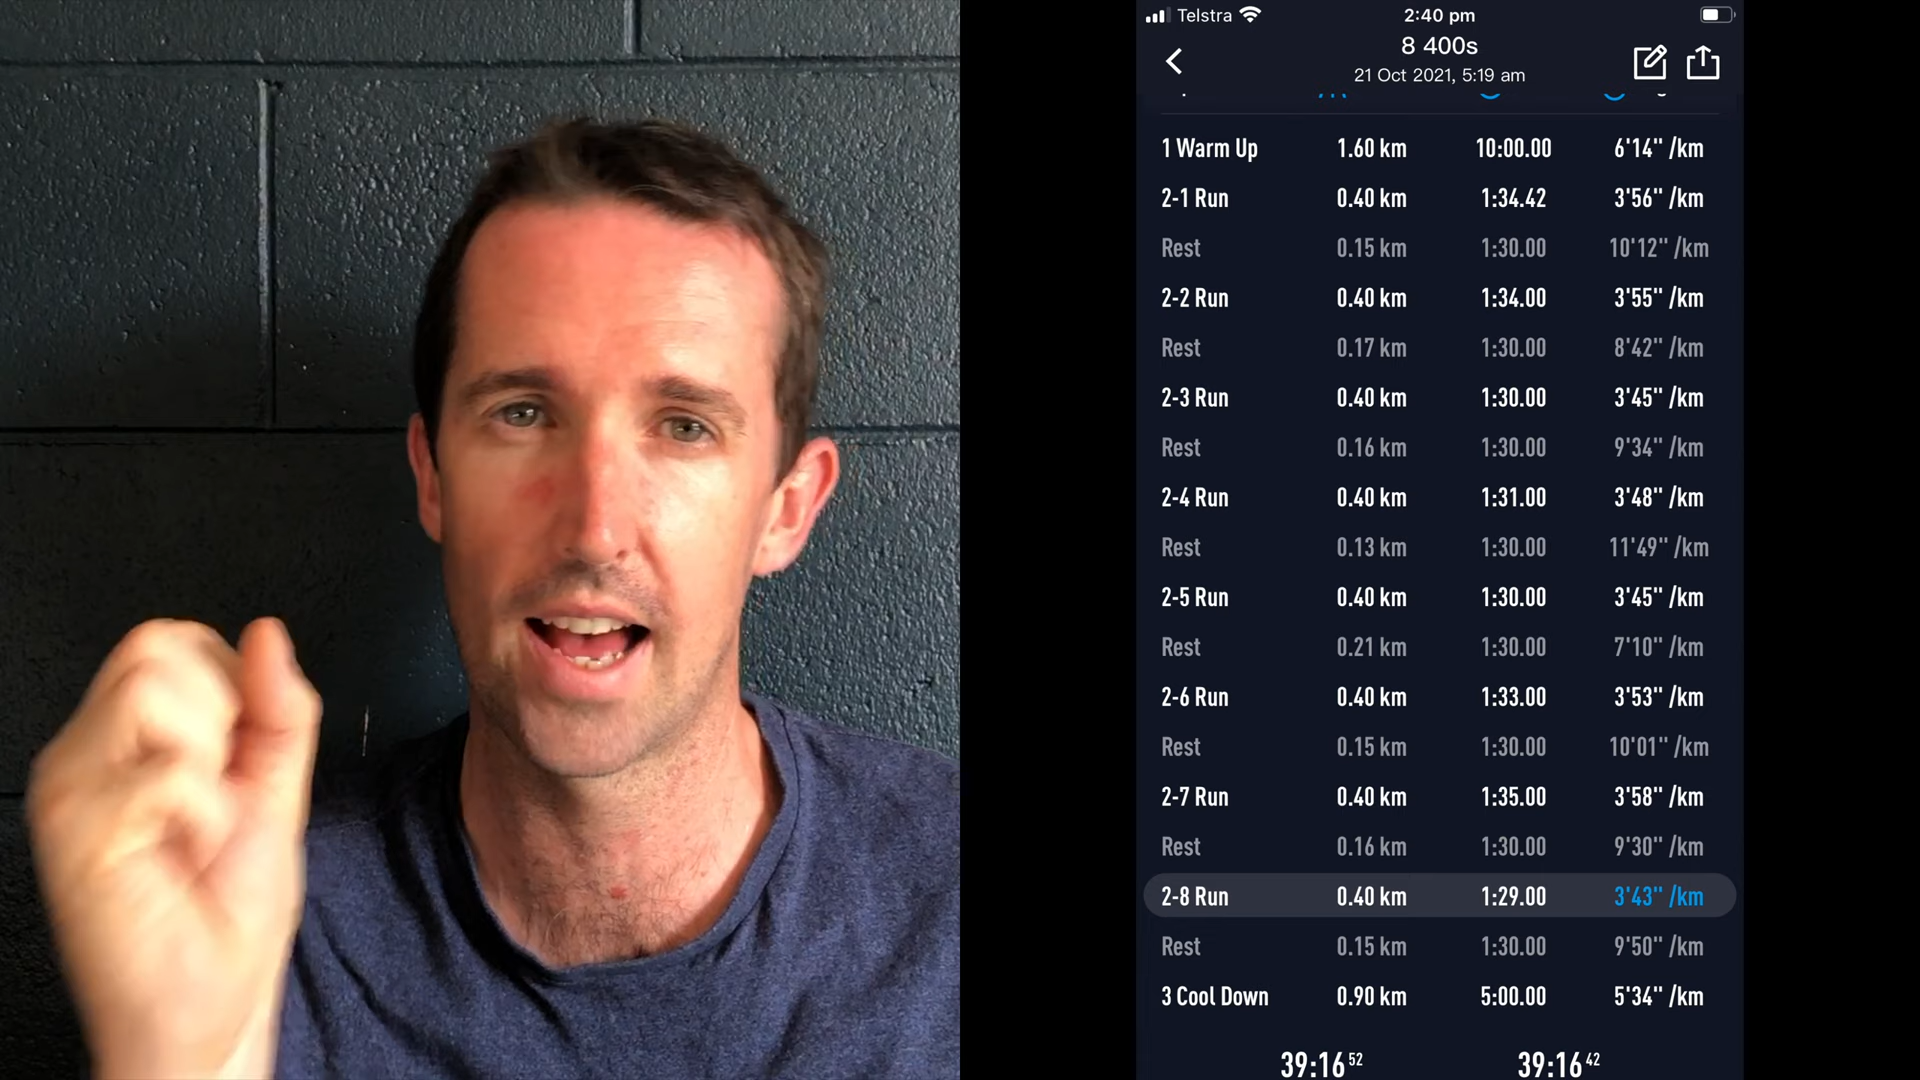 Telstra 2:40 pm
8 400s
21 Oct 2021, 5:19 am
1 Warm Up 1.60 km 10:00.00 6'14" /km
2-1 Run 0.40 km 1:34.42 3'56" /km
Rest 0.15 km 1:30.00 10'12" /km
2-2 Run 0.40 km 1:34.00 3'55" /km
Rest 0.17 km 1:30.00 8'42" /km
2-3 Run 0.40 km 1:30.00 3'45" /km
Rest 0.16 km 1:30.00 9'34" /km
2-4 Run 0.40 km 1:31.00 3'48" /km
Rest 0.13 km 1:30.00 11'49" /km
2-5 Run 0.40 km 1:30.00 3'45" /km
Rest 0.21 km 1:30.00 7'10" /km
2-6 Run 0.40 km 1:33.00 3'53" /km
Rest 0.15 km 1:30.00 10'01" /km
2-7 Run 0.40 km 1:35.00 3'58" /km
Rest 0.16 km 1:30.00 9'30" /km
2-8 Run 0.40 km 1:29.00 3'43" /km
Rest 0.15 km 1:30.00 9'50" /km
3 Cool Down 0.90 km 5:00.00 5'34" /km
39:16 52 39:16 42